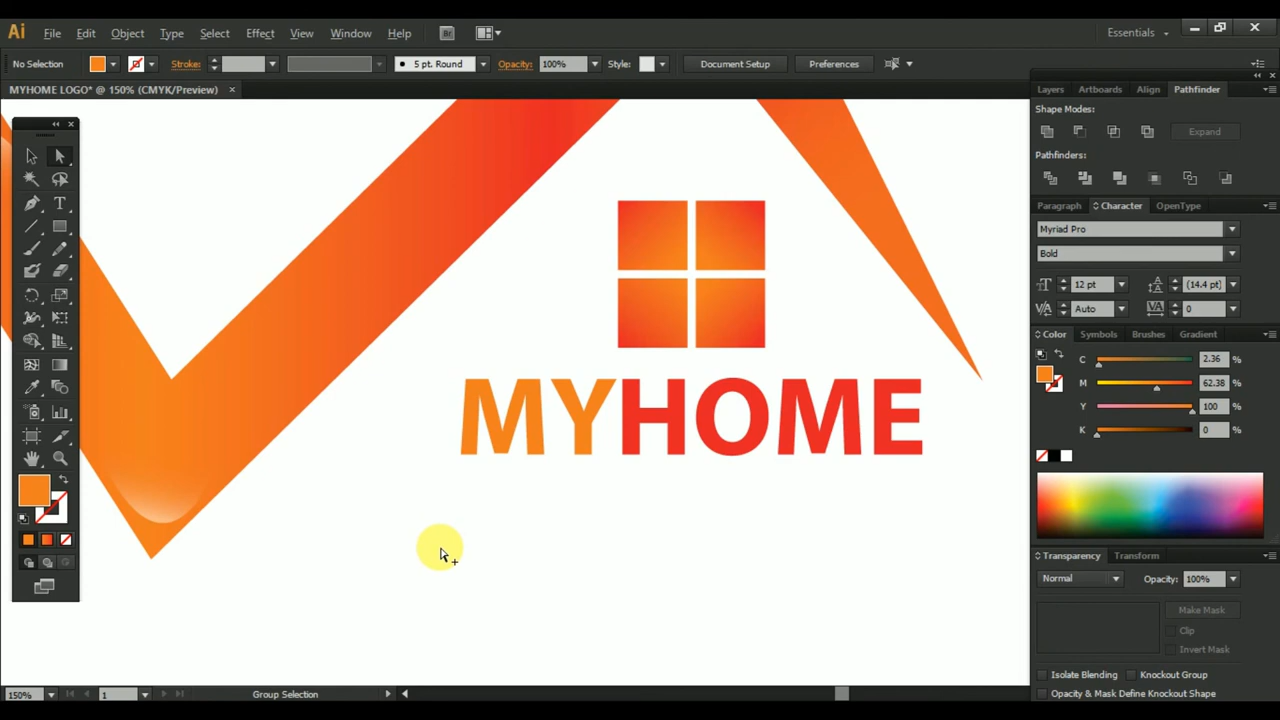 Ai File Edit Object Type Select Effect View Window Help Br Essentials
No Selection Stroke: 5 pt. Round Opacity: 100% Style: Document Setup Preferences
MYHOME LOGO* @ 150% (CMYK/Preview)
Layers Artboards Align Pathfinder
Shape Modes:
Expand
Pathfinders:
Paragraph Character OpenType
Myriad Pro
Bold
12 pt (14.4 pt)
Auto 0
Color Symbols Brushes Gradient
C 2.36 %
M 62.38 %
Y 100 %
K 0 %
MYHOME
Transparency Transform
Normal Opacity: 100%
Make Mask
Clip
Invert Mask
Isolate Blending Knockout Group
Opacity & Mask Define Knockout Shape
150% 1 Group Selection